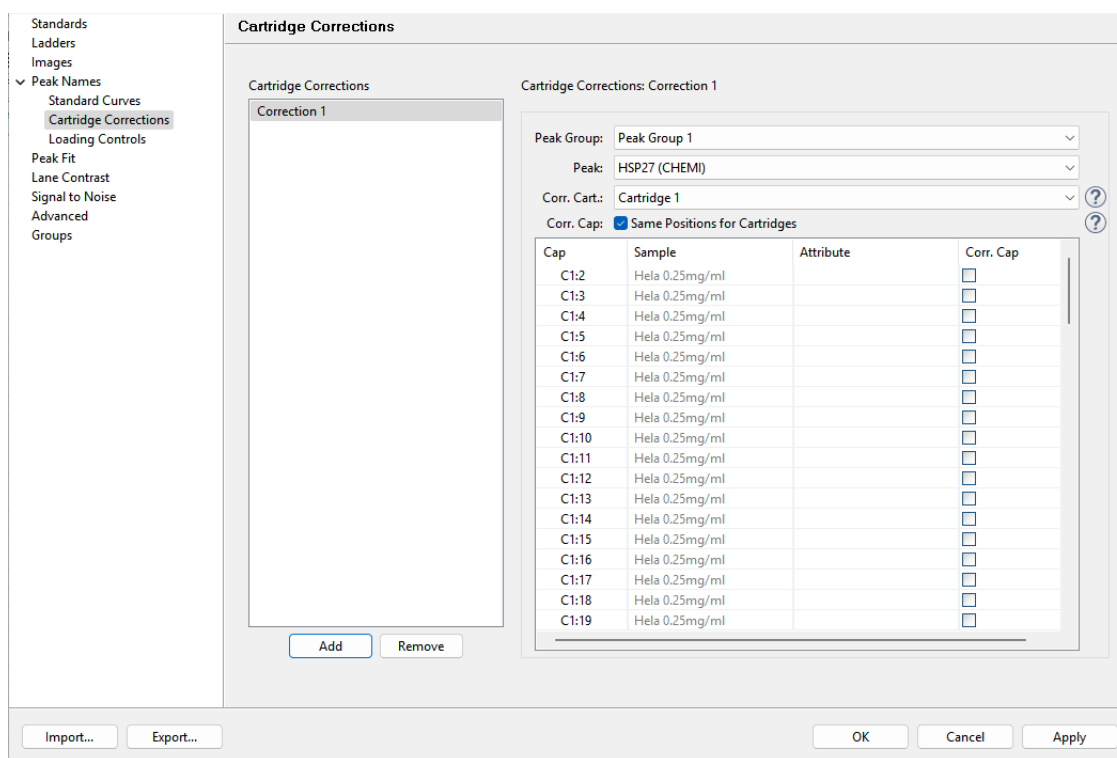 Standards
Ladders
Images
Peak Names
Standard Curves
Cartridge Corrections
Loading Controls
Peak Fit
Lane Contrast
Signal to Noise
Advanced
Groups
Cartridge Corrections
Cartridge Corrections
Correction 1
Add Remove
Cartridge Corrections: Correction 1
Peak Group: Peak Group 1
Peak: HSP27 (CHEMI)
Corr. Cart.: Cartridge 1 ?
Corr. Cap: Same Positions for Cartridges ?
Cap Sample Attribute Corr. Cap
C1:2 Hela 0.25mg/ml
C1:3 Hela 0.25mg/ml
C1:4 Hela 0.25mg/ml
C1:5 Hela 0.25mg/ml
C1:6 Hela 0.25mg/ml
C1:7 Hela 0.25mg/ml
C1:8 Hela 0.25mg/ml
C1:9 Hela 0.25mg/ml
C1:10 Hela 0.25mg/ml
C1:11 Hela 0.25mg/ml
C1:12 Hela 0.25mg/ml
C1:13 Hela 0.25mg/ml
C1:14 Hela 0.25mg/ml
C1:15 Hela 0.25mg/ml
C1:16 Hela 0.25mg/ml
C1:17 Hela 0.25mg/ml
C1:18 Hela 0.25mg/ml
C1:19 Hela 0.25mg/ml
Import... Export... OK Cancel Apply